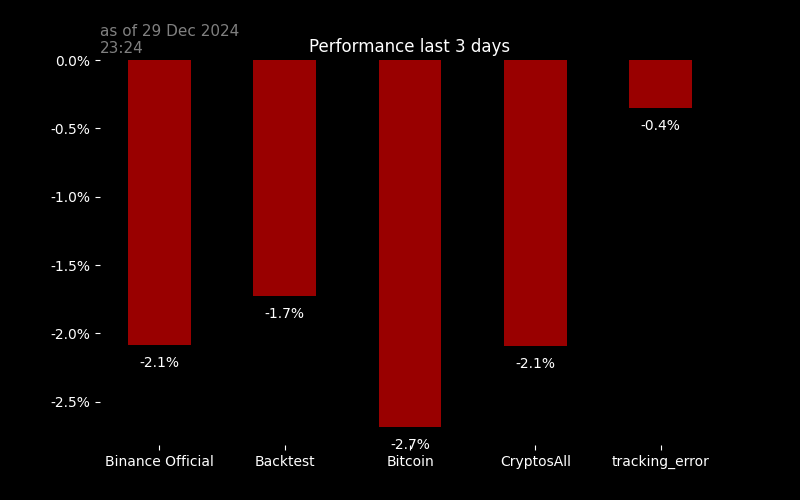 as of 29 Dec 2024
23:24
Performance last 3 days
0.0%
-0.5%
-1.0%
-1.5%
-2.0%
-2.5%
-2.1%
-1.7%
-2.7%
-2.1%
-0.4%
Binance Official
Backtest
Bitcoin
CryptosAll
tracking_error